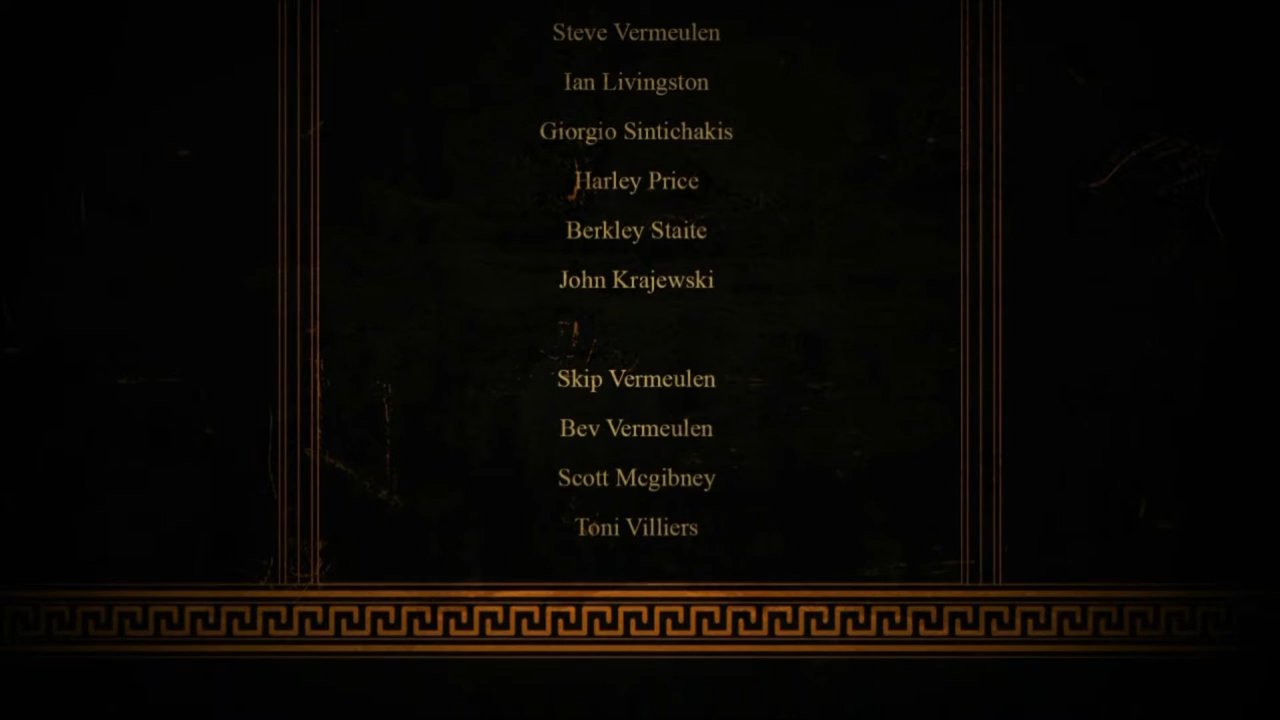 Steve Vermeulen
Ian Livingston
Giorgio Sintichakis
Harley Price
Berkley Staite
John Krajewski
Skip Vermeulen
Bev Vermeulen
Scott Mcgibney
Toni Villiers